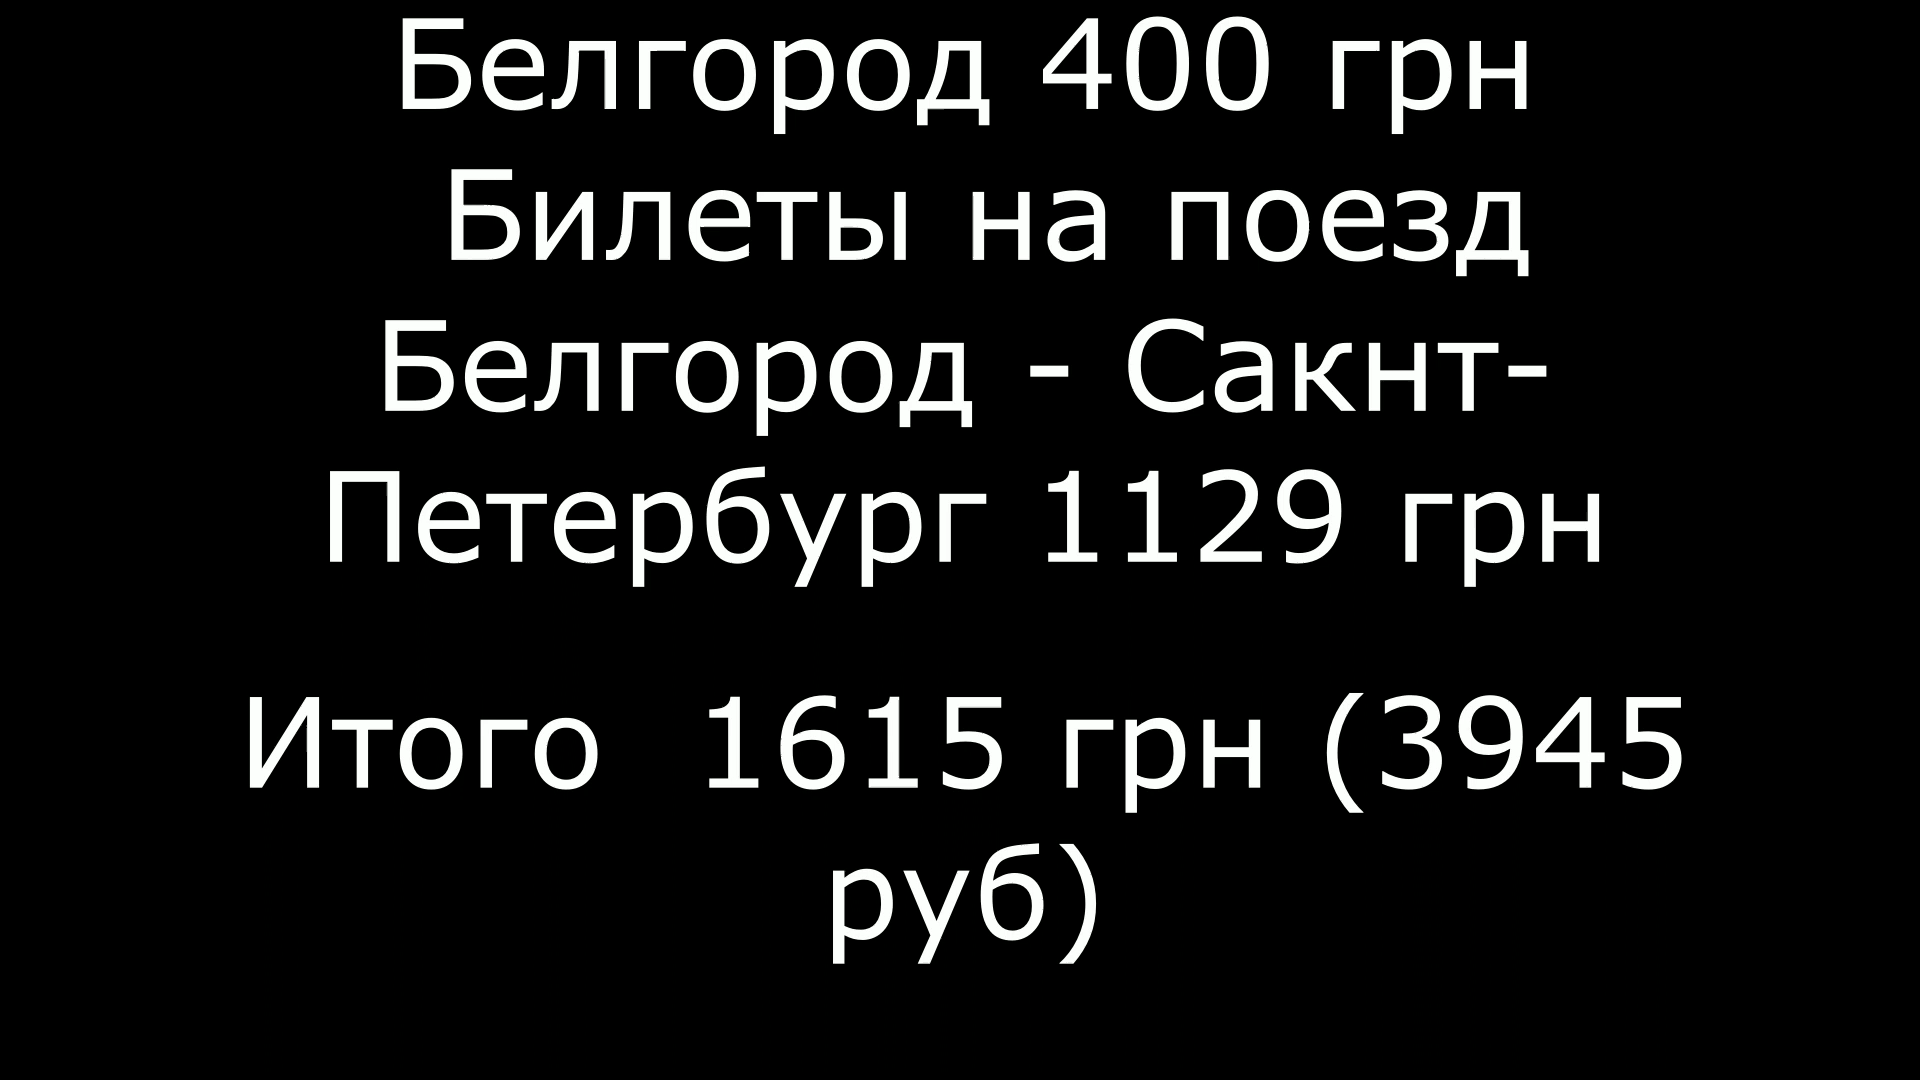 Белгород 400 грн
Билеты на поезд
Белгород - Сакнт-
Петербург 1129 грн
Итого  1615 грн (3945
руб)